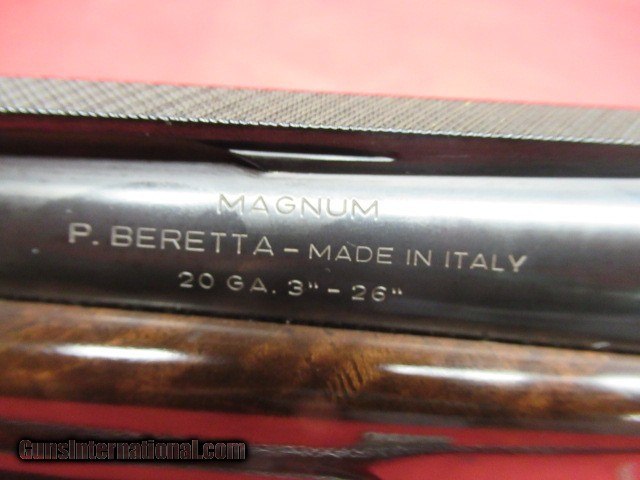 MAGNUM
P. BERETTA - MADE IN ITALY
20 GA. 3" - 26"
GunsInternational.com